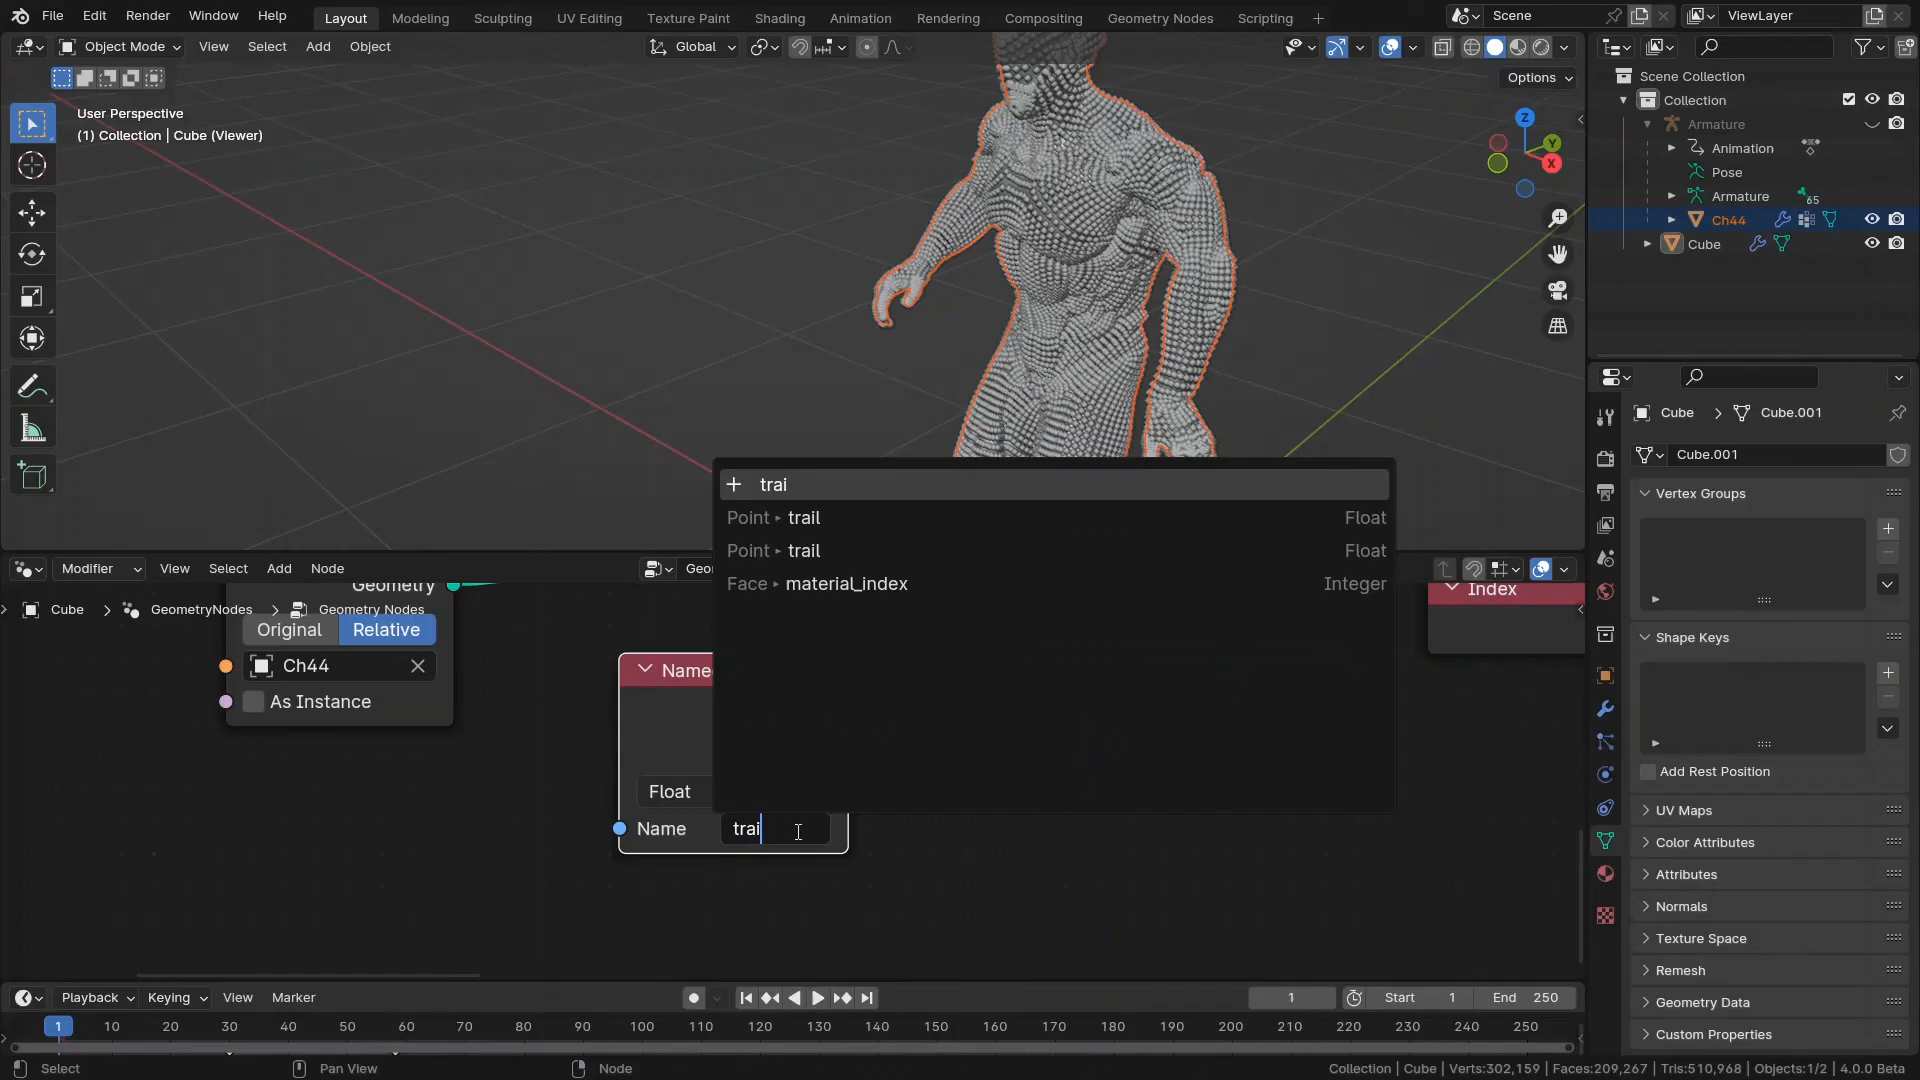 File Edit Render Window Help Layout Modeling Sculpting UV Editing Texture Paint Shading Animation Rendering Compositing Geometry Nodes Scripting + Scene ViewLayer
Object Mode View Select Add Object Global
Options
User Perspective
(1) Collection | Cube (Viewer)
Z
Y
X
Scene Collection
Collection
Armature
Animation
Pose
Armature 65
Ch44
Cube
Cube > Cube.001
Cube.001
Vertex Groups
Shape Keys
Add Rest Position
UV Maps
Color Attributes
Attributes
Normals
Texture Space
Remesh
Geometry Data
Custom Properties
+ trai
Point ▸ trail Float
Point ▸ trail Float
Face ▸ material_index Integer
Modifier View Select Add Node Geo
Geometry
Cube > GeometryNodes > Geometry Nodes
Original Relative
Ch44
As Instance
Name
Float
Name trai
Index
Playback Keying View Marker 1 Start 1 End 250
1 10 20 30 40 50 60 70 80 90 100 110 120 130 140 150 160 170 180 190 200 210 220 230 240 250
Select Pan View Node Collection | Cube | Verts:302,159 | Faces:209,267 | Tris:510,968 | Objects:1/2 | 4.0.0 Beta